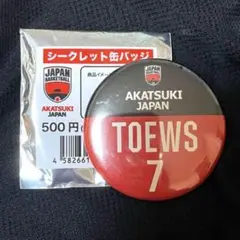 シークレット缶バッジ
JAPAN
BASKETBALL
AKATSUKI
JAPAN
500円
4 582661
AKATSUKI
JAPAN
TOEWS
7